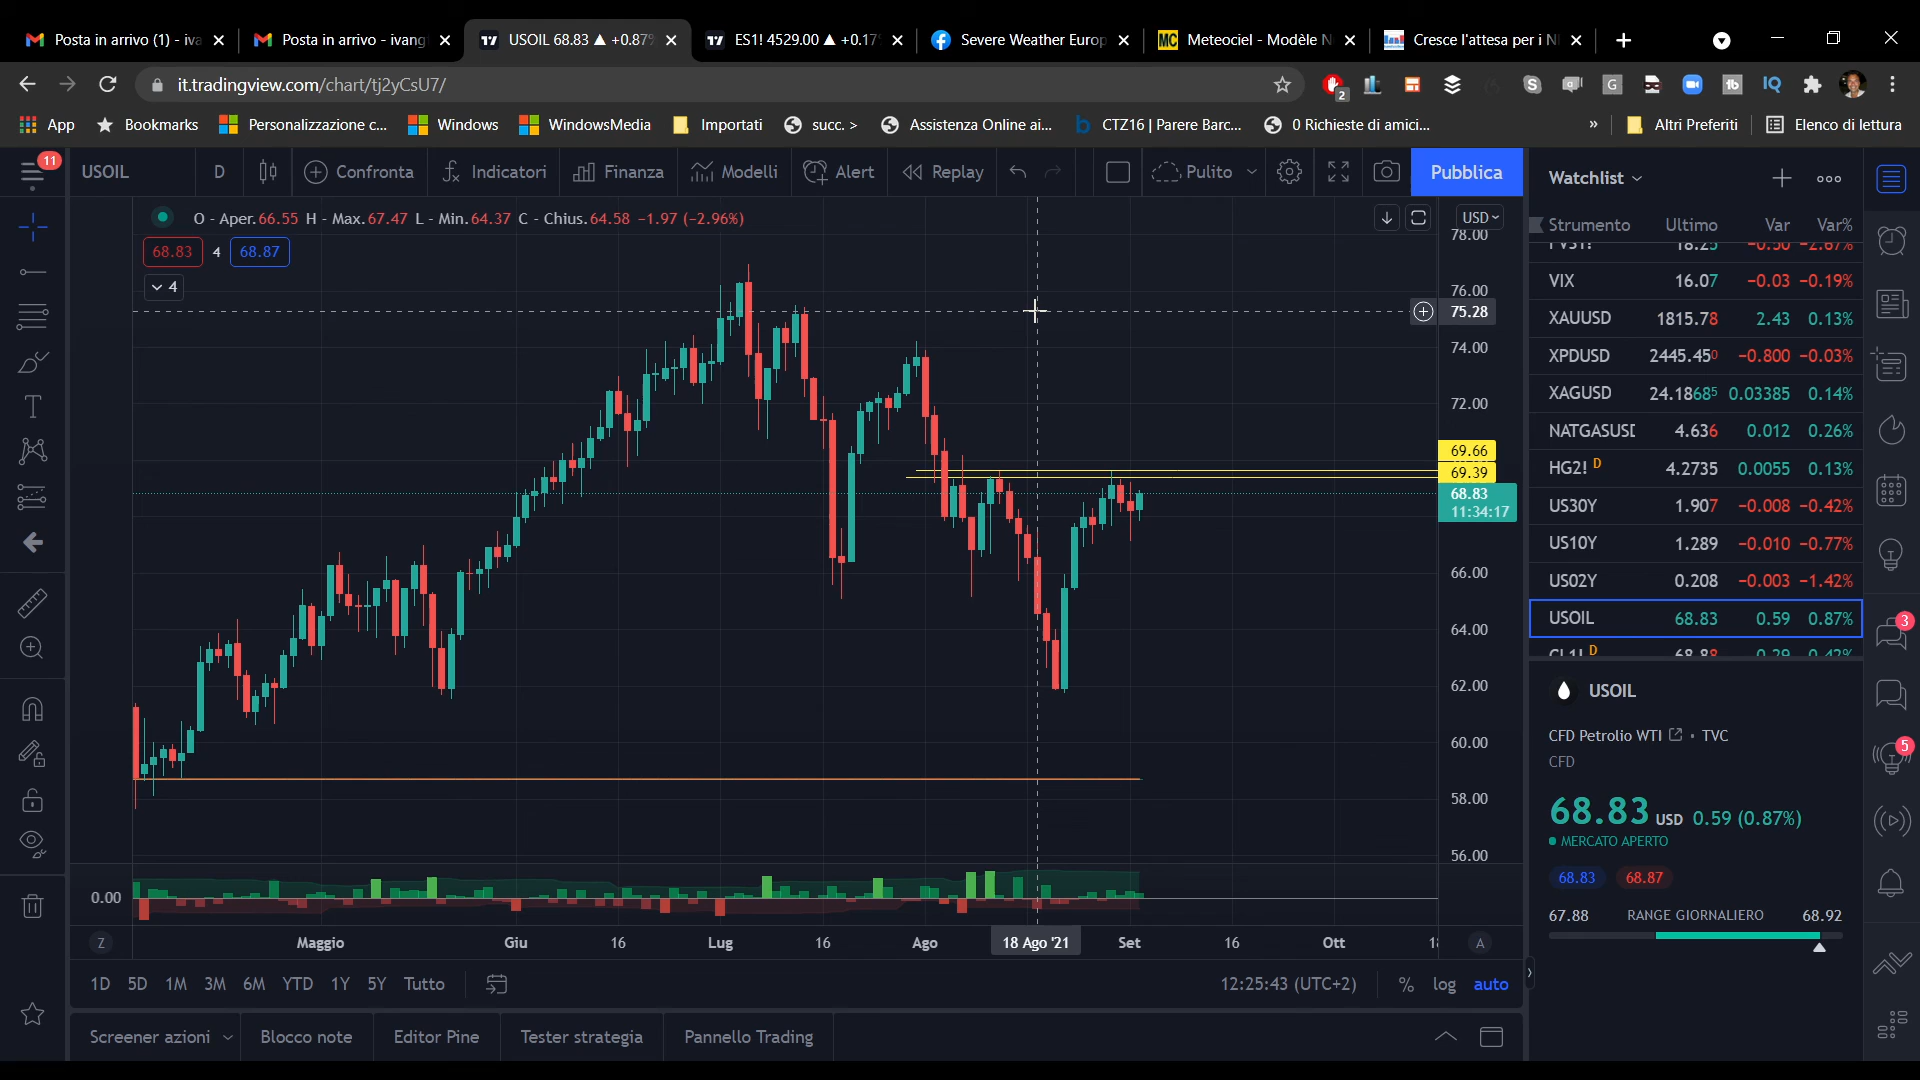 Posta in arrivo (1) - iva
Posta in arrivo - ivang
USOIL 68.83 ▲ +0.87%
ES1! 4529.00 ▲ +0.17
Severe Weather Europ
MC Meteociel - Modèle N
Cresce l'attesa per i N
it.tradingview.com/chart/tj2yCsU7/
2
App
Bookmarks
Personalizzazione c...
Windows
WindowsMedia
Importati
succ. >
Assistenza Online ai...
CTZ16 | Parere Barc...
0 Richieste di amici...
»
Altri Preferiti
Elenco di lettura
11
USOIL
D
Confronta
Indicatori
Finanza
Modelli
Alert
Replay
Pulito
Pubblica
Watchlist
O - Aper.66.55 H - Max.67.47 L - Min.64.37 C - Chius.64.58 -1.97 (-2.96%)
68.83 4 68.87
4
USD
78.00
76.00
75.28
74.00
72.00
69.66
69.39
68.83
11:34:17
66.00
64.00
62.00
60.00
58.00
56.00
0.00
Z
Maggio
Giu
16
Lug
16
Ago
18 Ago '21
Set
16
Ott
A
1D 5D 1M 3M 6M YTD 1Y 5Y Tutto
12:25:43 (UTC+2)
%
log
auto
Screener azioni
Blocco note
Editor Pine
Tester strategia
Pannello Trading
Strumento Ultimo Var Var%
VIX 16.07 -0.03 -0.19%
XAUUSD 1815.78 2.43 0.13%
XPDUSD 2445.450 -0.800 -0.03%
XAGUSD 24.18685 0.03385 0.14%
NATGASUSD 4.636 0.012 0.26%
HG2! D 4.2735 0.0055 0.13%
US30Y 1.907 -0.008 -0.42%
US10Y 1.289 -0.010 -0.77%
US02Y 0.208 -0.003 -1.42%
USOIL 68.83 0.59 0.87%
CL1! D 68.88 0.29 0.42%
USOIL
CFD Petrolio WTI • TVC
CFD
68.83 USD 0.59 (0.87%)
MERCATO APERTO
68.83 68.87
67.88 RANGE GIORNALIERO 68.92
3
5